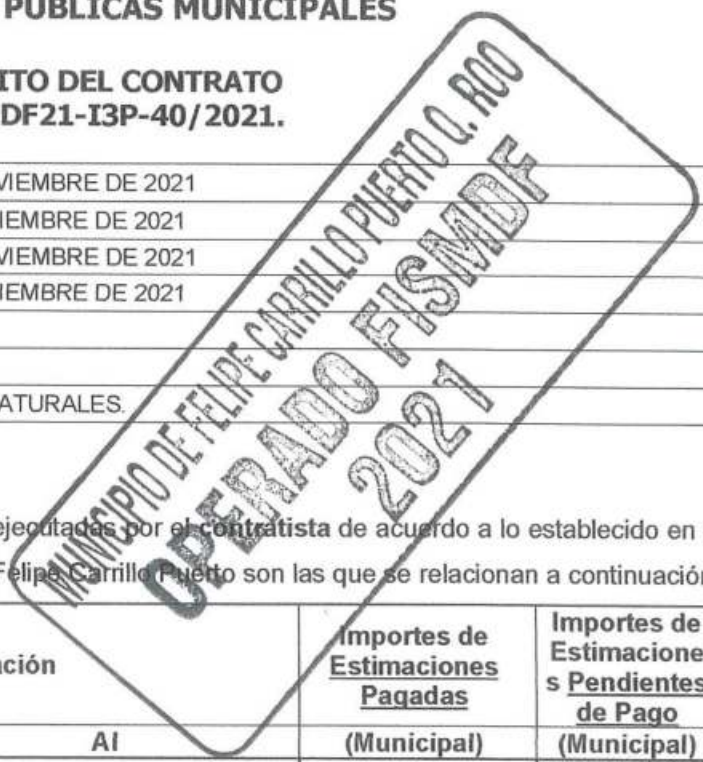 PÚBLICAS MUNICIPALES
ITO DEL CONTRATO
DF21-I3P-40/2021.
VIEMBRE DE 2021
IEMBRE DE 2021
VIEMBRE DE 2021
IEMBRE DE 2021
ATURALES.
MUNICIPIO DE FELIPE CARRILLO PUERTO Q. ROO
OPERADO FISMDF
2021
ejecutadas por el contratista de acuerdo a lo establecido en
Felipe Carrillo Puerto son las que se relacionan a continuación
ación
Importes de
Estimaciones
Pagadas
Importes de
Estimacione
s Pendientes
de Pago
Al
(Municipal)
(Municipal)